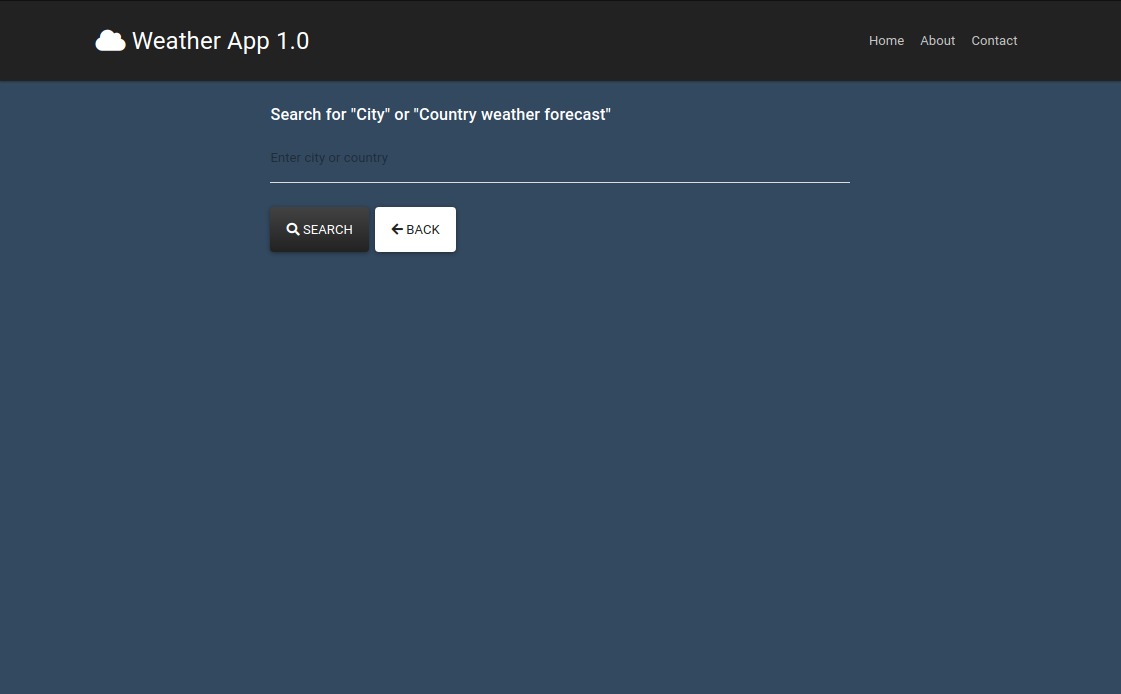 Weather App 1.0
Home About Contact
Search for "City" or "Country weather forecast"
Enter city or country
SEARCH BACK